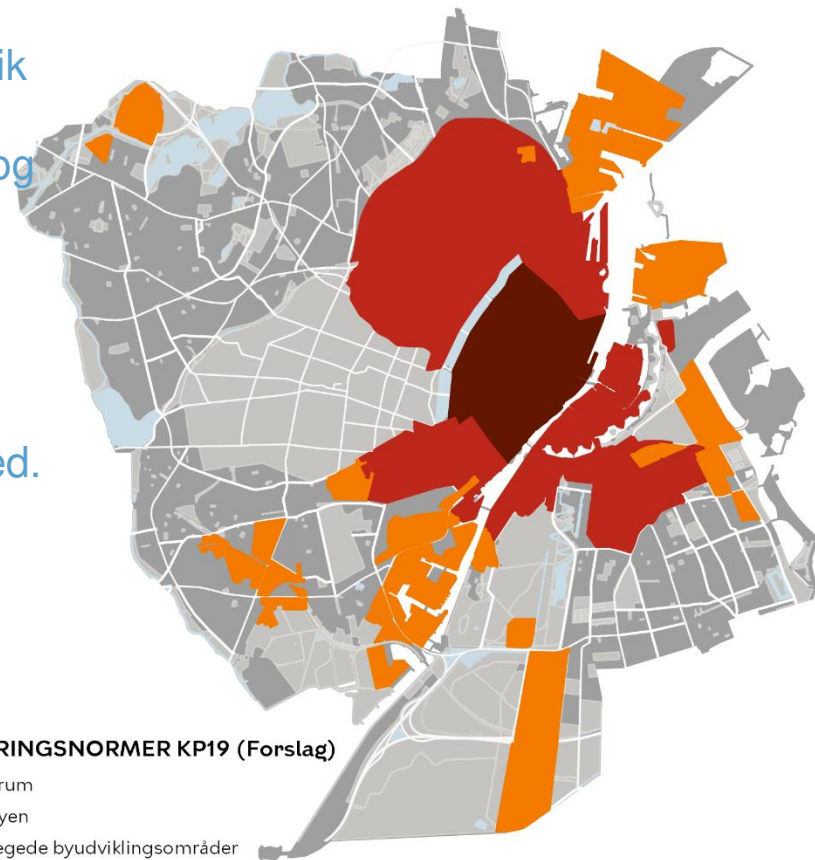 ik
og
ed.
RINGSNORMER KP19 (Forslag)
rum
yen
egede byudviklingsområder